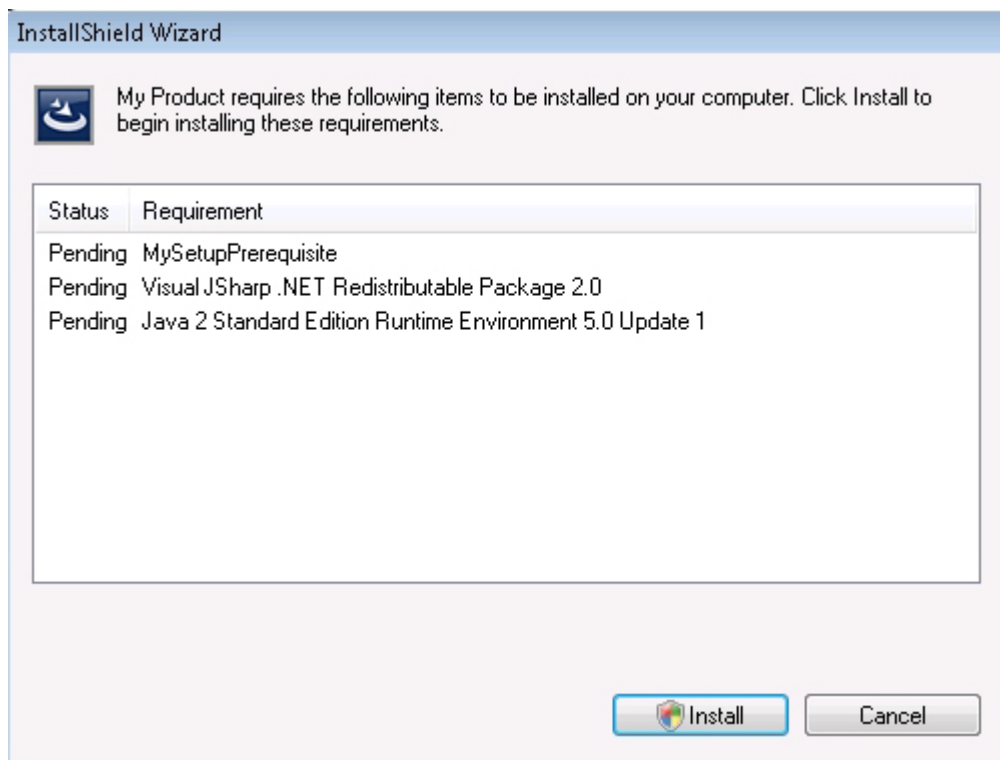 InstallShield Wizard
My Product requires the following items to be installed on your computer. Click Install to
begin installing these requirements.
Status Requirement
Pending MySetupPrerequisite
Pending Visual JSharp .NET Redistributable Package 2.0
Pending Java 2 Standard Edition Runtime Environment 5.0 Update 1
Install Cancel